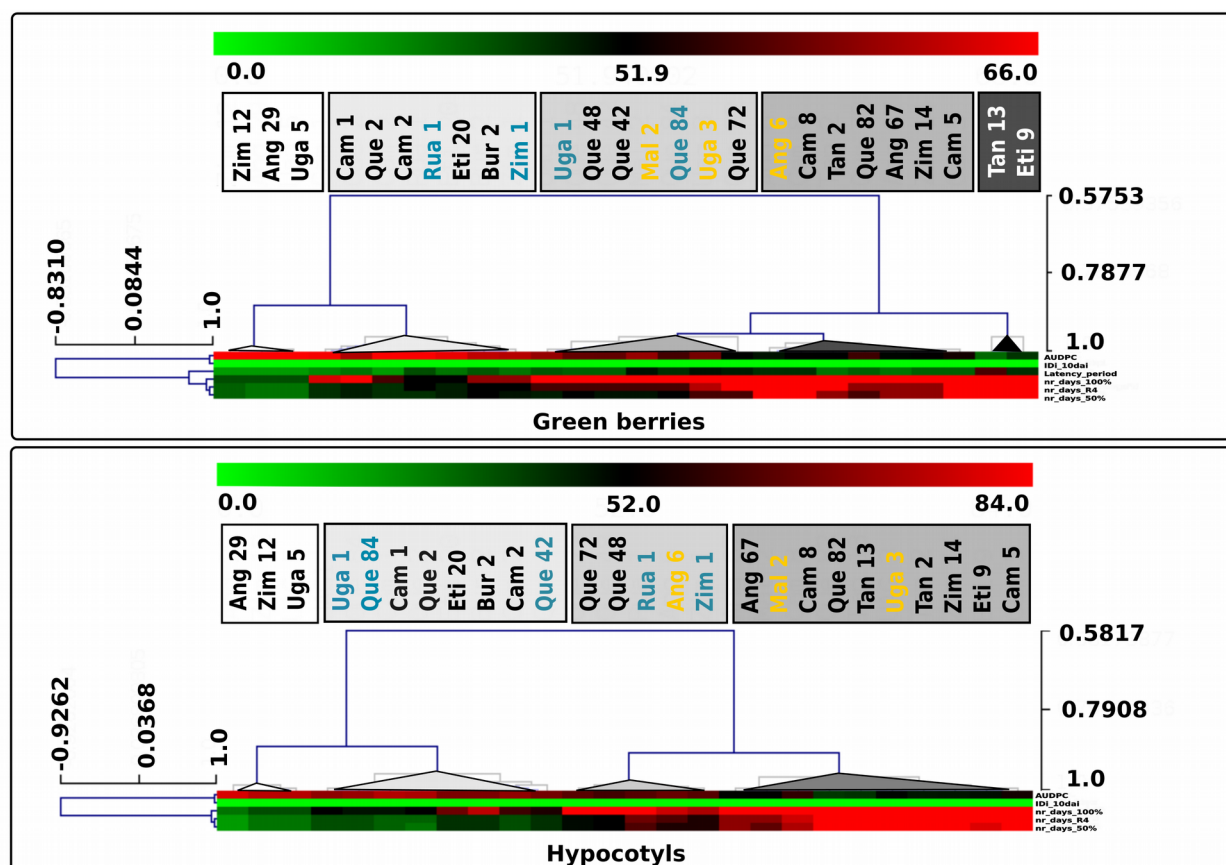 0.0 51.9 66.0
Zim 12 Ang 29 Uga 5 Cam 1 Que 2 Cam 2 Rua 1 Eti 20 Bur 2 Zim 1 Uga 1 Que 48 Que 42 Mal 2 Que 84 Uga 3 Que 72 Ang 6 Cam 8 Tan 2 Que 82 Ang 67 Zim 14 Cam 5 Tan 13 Eti 9
0.5753
0.7877
1.0
-0.8310 0.0844 1.0
AUDPC
IDi_10dai
Latency_period
nr_days_100%
nr_days_R4
nr_days_50%
Green berries
0.0 52.0 84.0
Ang 29 Zim 12 Uga 5 Uga 1 Que 84 Cam 1 Que 2 Eti 20 Bur 2 Cam 2 Que 42 Que 72 Que 48 Rua 1 Ang 6 Zim 1 Ang 67 Mal 2 Cam 8 Que 82 Tan 13 Uga 3 Tan 2 Zim 14 Eti 9 Cam 5
0.5817
0.7908
1.0
-0.9262 0.0368 1.0
AUDPC
IDi_10dai
nr_days_100%
nr_days_R4
nr_days_50%
Hypocotyls